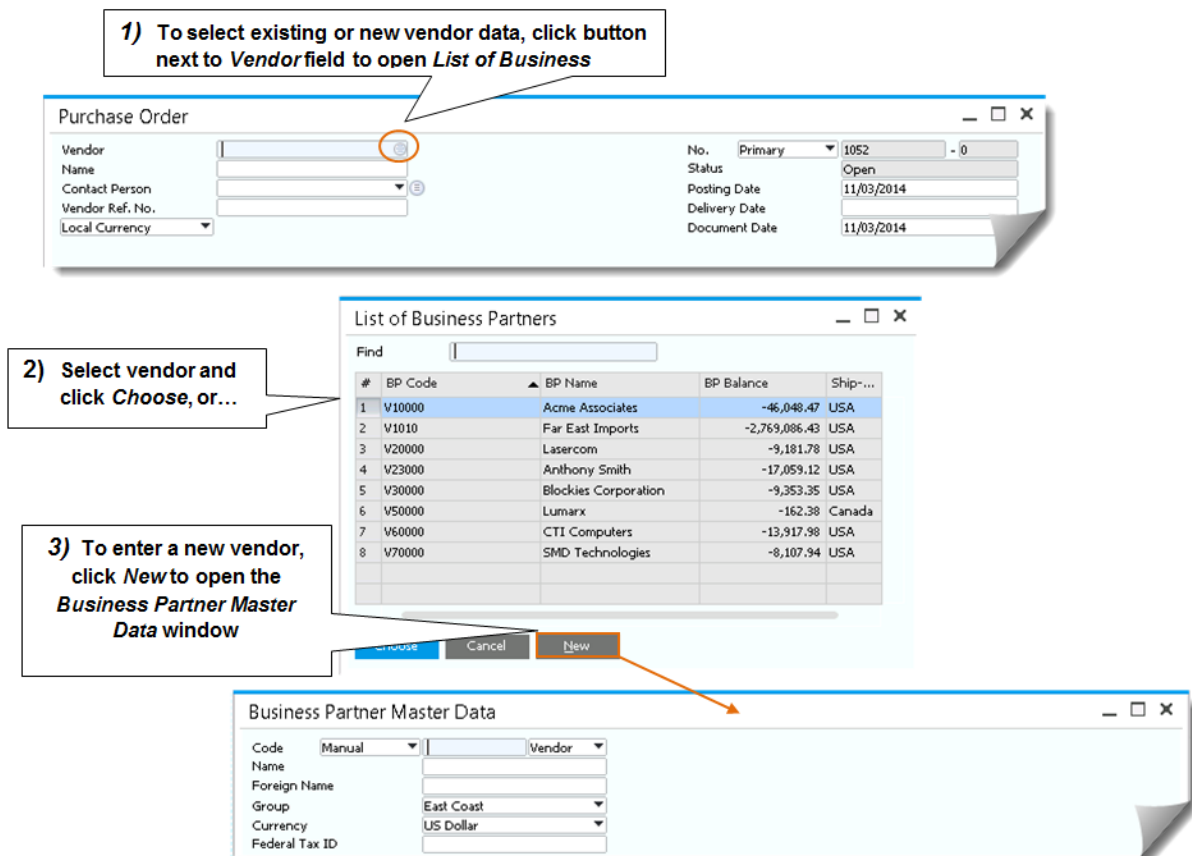 1) To select existing or new vendor data, click button
next to Vendor field to open List of Business
Purchase Order
Vendor
Name
Contact Person
Vendor Ref. No.
Local Currency
No. Primary 1052 - 0
Status Open
Posting Date 11/03/2014
Delivery Date
Document Date 11/03/2014
2) Select vendor and
click Choose, or…
List of Business Partners
Find
# BP Code BP Name BP Balance Ship-...
1 V10000 Acme Associates -46,048.47 USA
2 V1010 Far East Imports -2,769,086.43 USA
3 V20000 Lasercom -9,181.78 USA
4 V23000 Anthony Smith -17,059.12 USA
5 V30000 Blockies Corporation -9,353.35 USA
6 V50000 Lumarx -162.38 Canada
7 V60000 CTI Computers -13,917.98 USA
8 V70000 SMD Technologies -8,107.94 USA
3) To enter a new vendor,
click New to open the
Business Partner Master
Data window
Choose Cancel New
Business Partner Master Data
Code Manual Vendor
Name
Foreign Name
Group East Coast
Currency US Dollar
Federal Tax ID